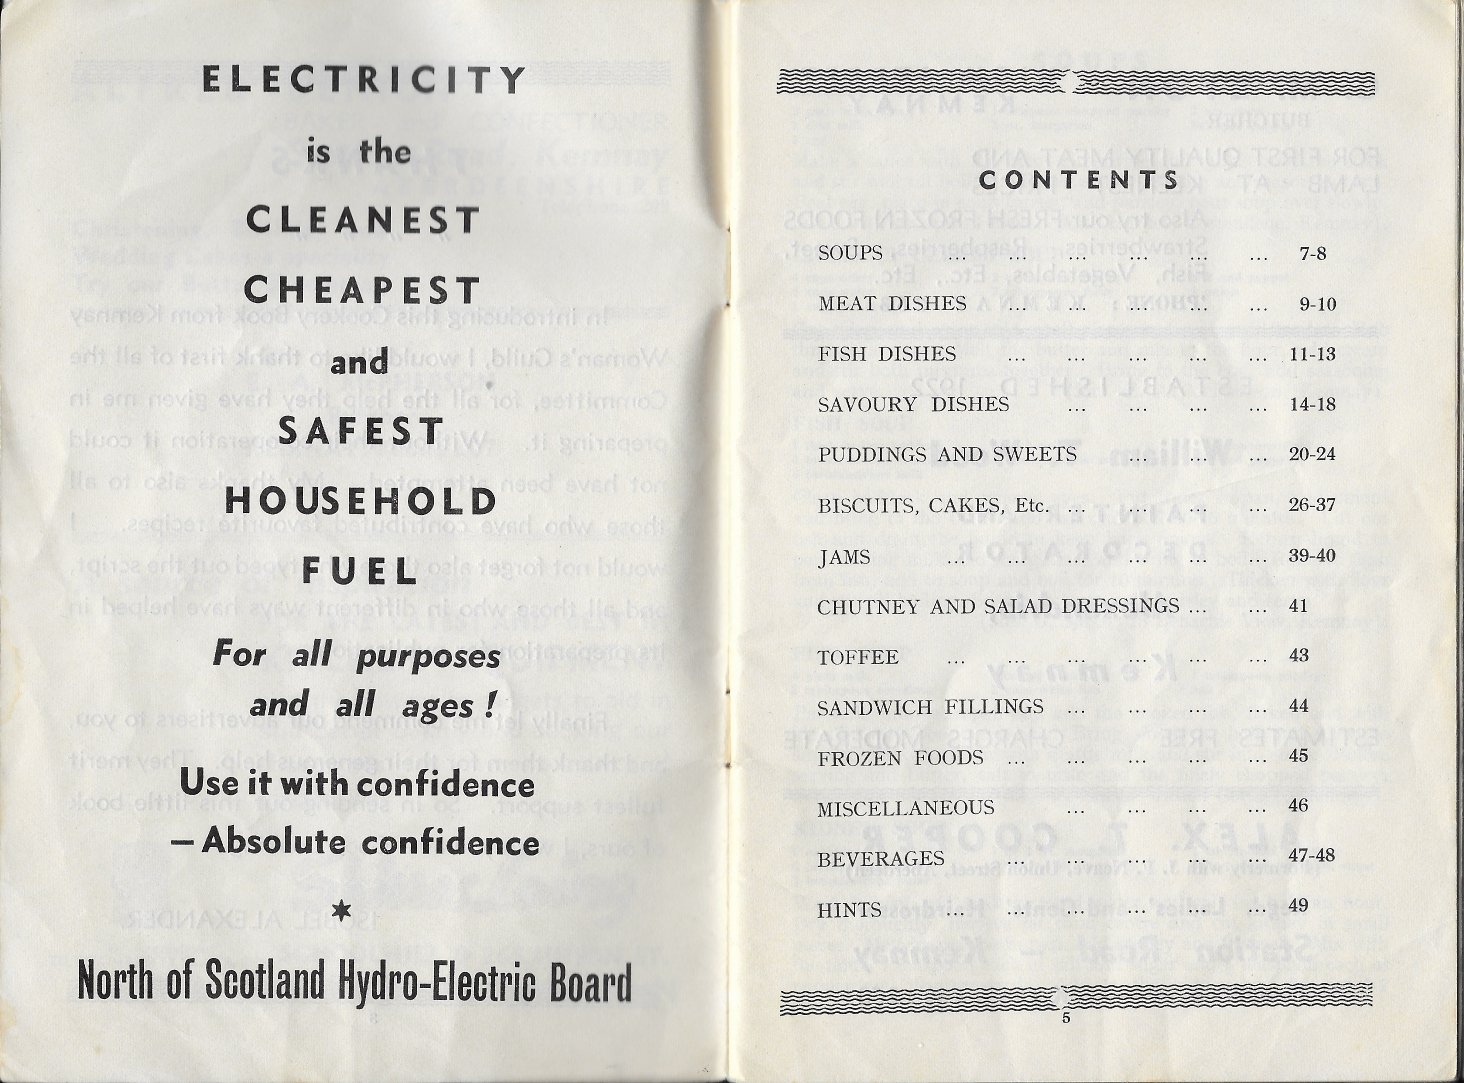 ELECTRICITY
is the
CLEANEST
CHEAPEST
and
SAFEST
HOUSEHOLD
FUEL
For all purposes
and all ages !
Use it with confidence
— Absolute confidence
North of Scotland Hydro-Electric Board
CONTENTS
SOUPS ... ... ... ... ... ... 7-8
MEAT DISHES ... ... ... ... ... 9-10
FISH DISHES ... ... ... ... ... 11-13
SAVOURY DISHES ... ... ... ... 14-18
PUDDINGS AND SWEETS ... ... ... 20-24
BISCUITS, CAKES, Etc. ... ... ... ... 26-37
JAMS ... ... ... ... ... ... 39-40
CHUTNEY AND SALAD DRESSINGS ... ... 41
TOFFEE ... ... ... ... ... ... 43
SANDWICH FILLINGS ... ... ... ... 44
FROZEN FOODS ... ... ... ... ... 45
MISCELLANEOUS ... ... ... ... 46
BEVERAGES ... ... ... ... ... 47-48
HINTS ... ... ... ... ... ... 49
5